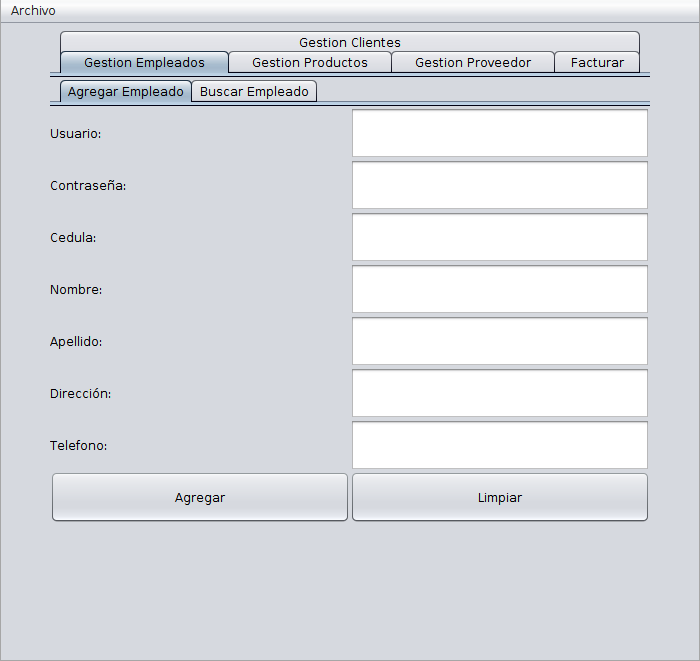 Archivo
Gestion Clientes
Gestion Empleados Gestion Productos Gestion Proveedor Facturar
Agregar Empleado Buscar Empleado
Usuario:
Contraseña:
Cedula:
Nombre:
Apellido:
Dirección:
Telefono:
Agregar Limpiar